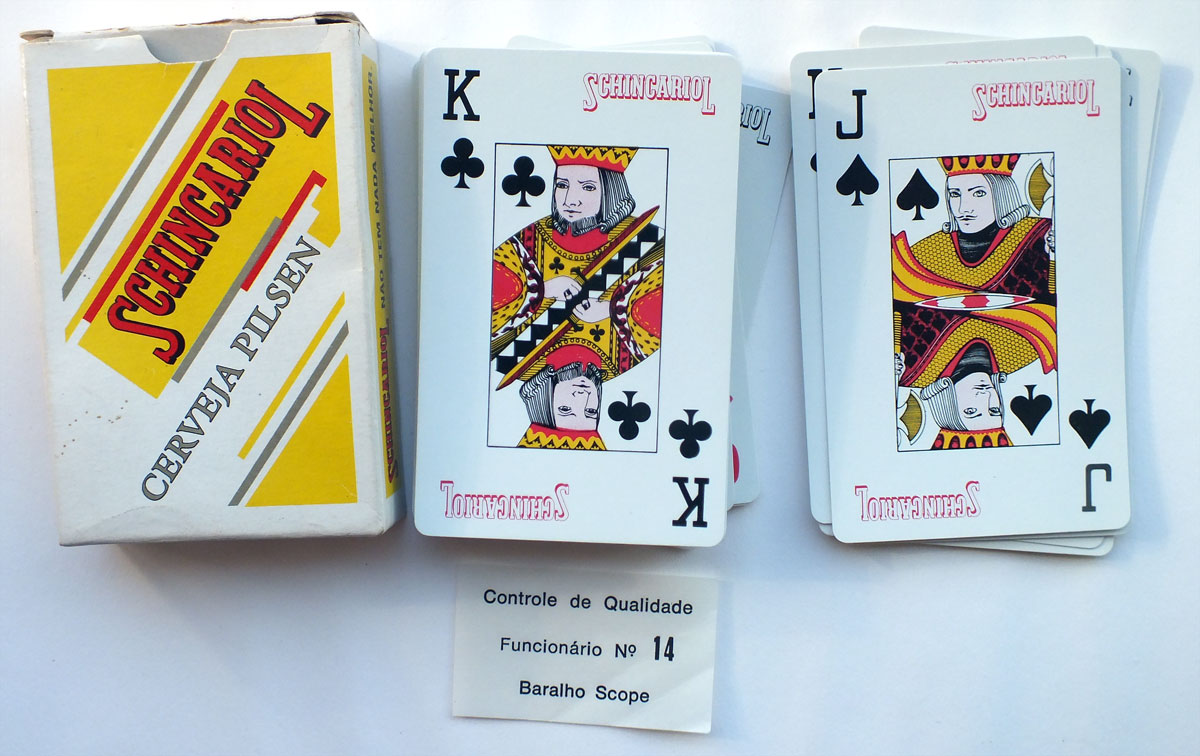 SCHINCARIOL
CERVEJA PILSEN
NÃO TEM NADA MELHOR
SCHINCARIOL
K
SCHINCARIOL
SCHINCARIOL
K
J
SCHINCARIOL
SCHINCARIOL
J
Controle de Qualidade
Funcionário Nº 14
Baralho Scope